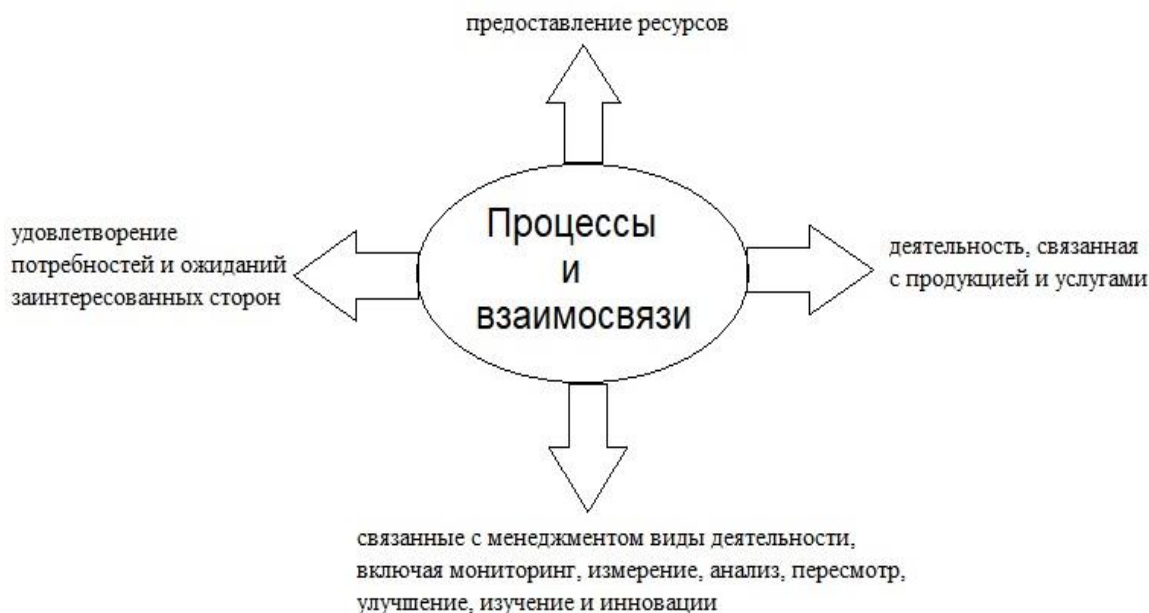 предоставление ресурсов
Процессы
и
взаимосвязи
удовлетворение
потребностей и ожиданий
заинтересованных сторон
деятельность, связанная
с продукцией и услугами
связанные с менеджментом виды деятельности,
включая мониторинг, измерение, анализ, пересмотр,
улучшение, изучение и инновации